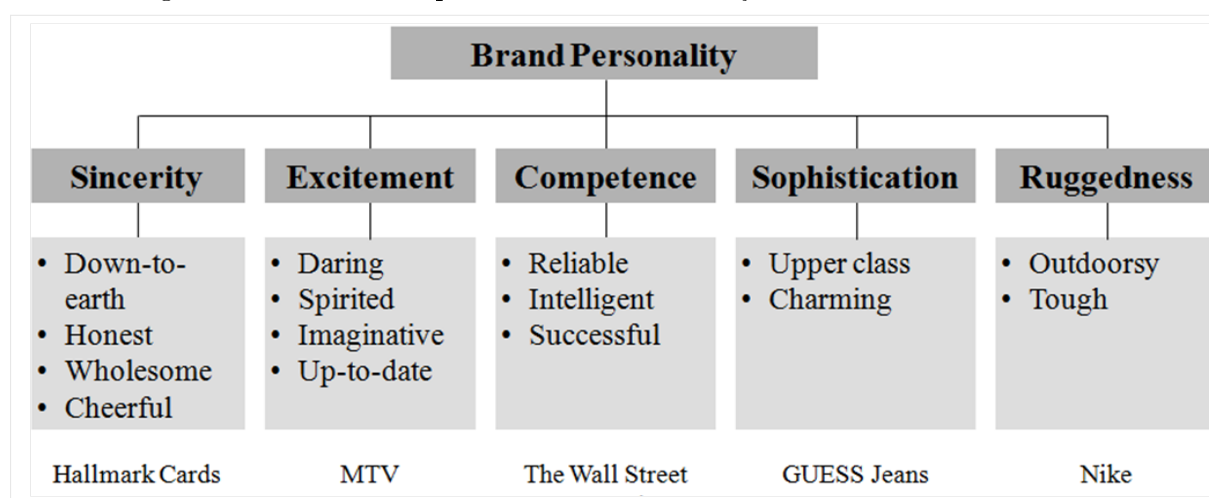 Brand Personality
Sincerity
Excitement
Competence
Sophistication
Ruggedness
• Down-to-
earth
• Honest
• Wholesome
• Cheerful
• Daring
• Spirited
• Imaginative
• Up-to-date
• Reliable
• Intelligent
• Successful
• Upper class
• Charming
• Outdoorsy
• Tough
Hallmark Cards
MTV
The Wall Street
GUESS Jeans
Nike